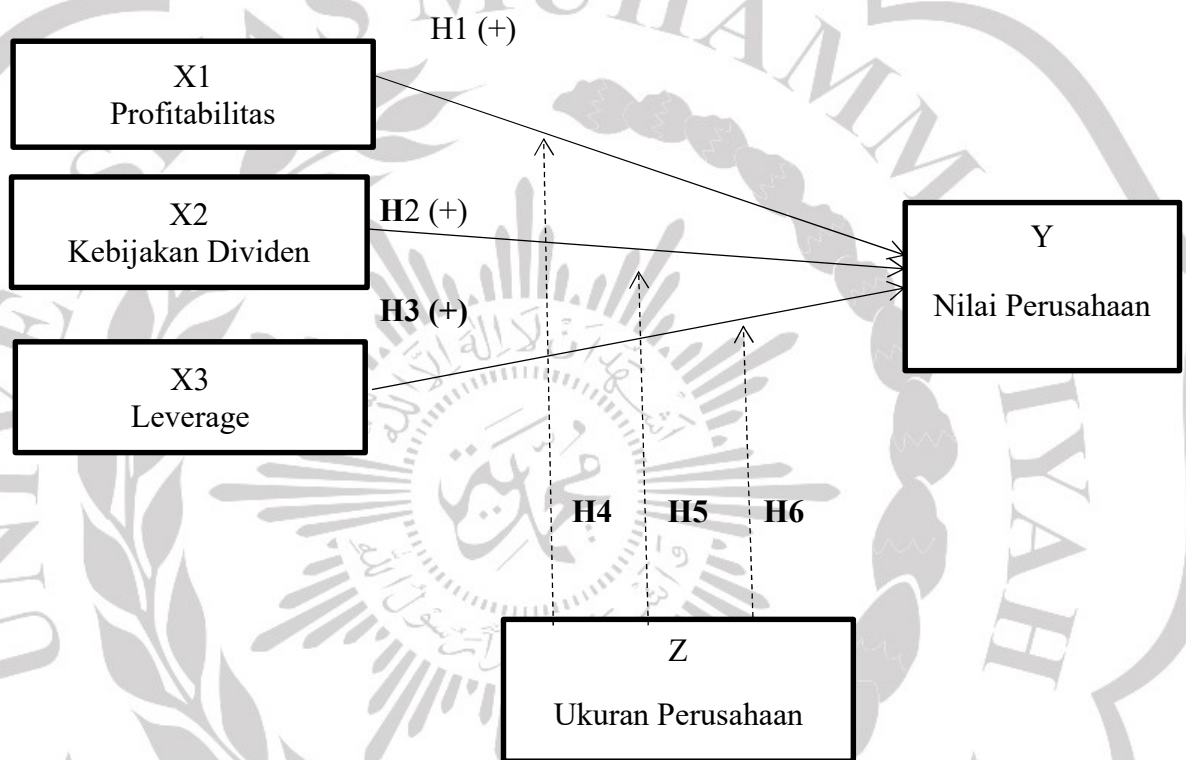 H1 (+)
X1
Profitabilitas
X2
Kebijakan Dividen
H2 (+)
Y
Nilai Perusahaan
H3 (+)
X3
Leverage
H4
H5
H6
Z
Ukuran Perusahaan